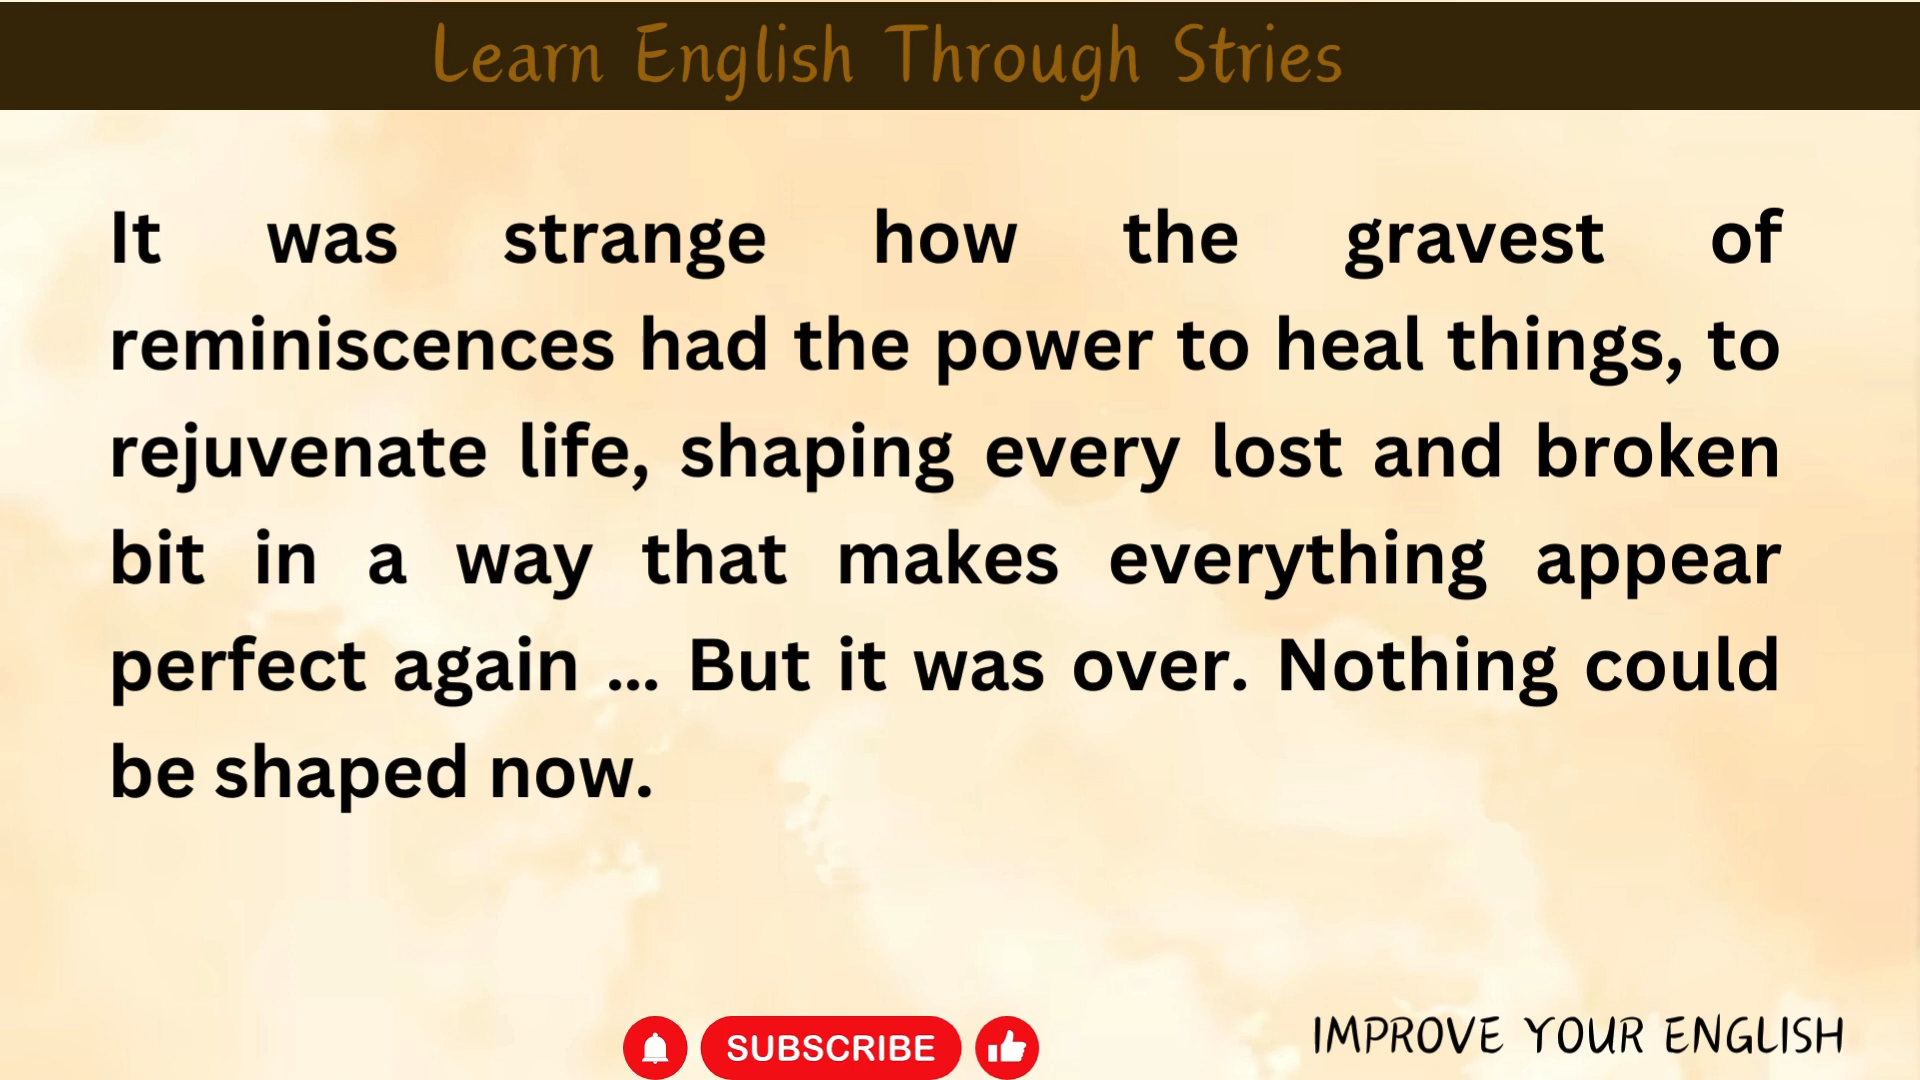 Learn English Through Stries
It was strange how the gravest of
reminiscences had the power to heal things, to
rejuvenate life, shaping every lost and broken
bit in a way that makes everything appear
perfect again ... But it was over. Nothing could
be shaped now.
SUBSCRIBE
IMPROVE YOUR ENGLISH